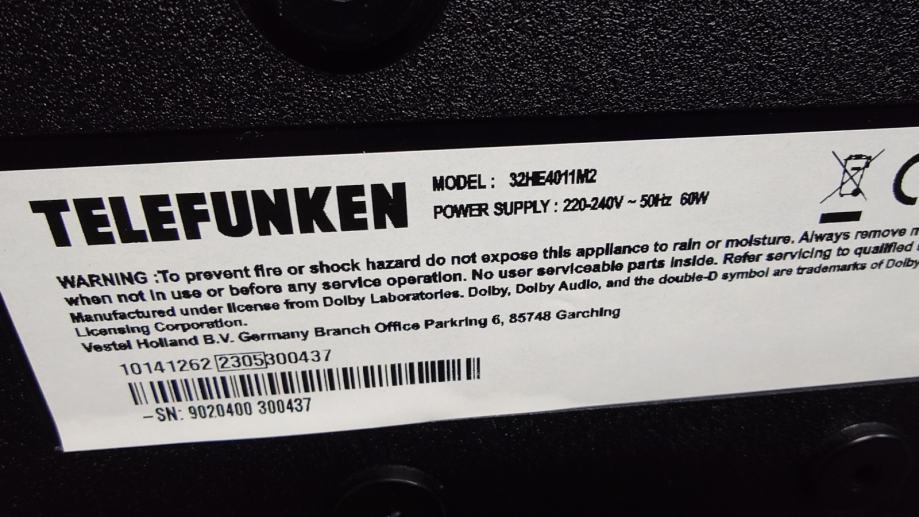 TELEFUNKEN
MODEL : 32HE4011M2
POWER SUPPLY : 220-240V ~ 50Hz 60W
WARNING :To prevent fire or shock hazard do not expose this appliance to rain or moisture. Always remove
when not in use or before any service operation. No user serviceable parts inside. Refer servicing to qualified
Manufactured under license from Dolby Laboratories. Dolby, Dolby Audio, and the double-D symbol are trademarks of Dolby
Licensing Corporation.
Vestel Holland B.V. Germany Branch Office Parkring 6, 85748 Garching
10141262 2305300437
–SN: 9020400 300437